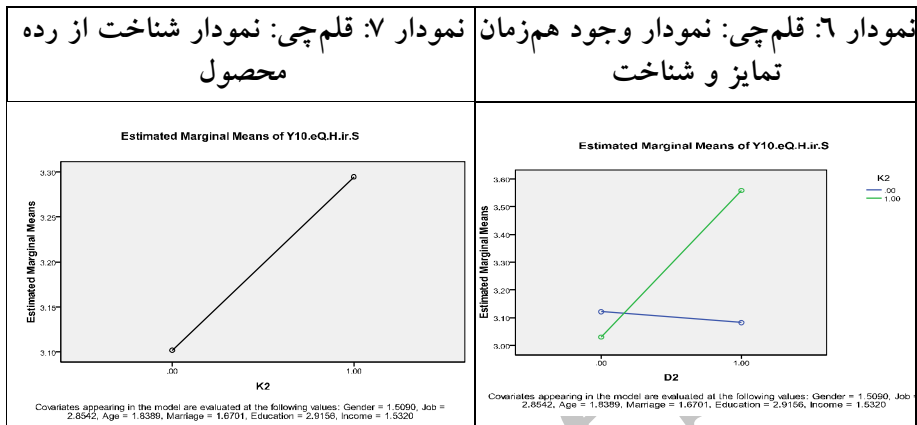 نمودار ۶: قلم‌چی: نمودار وجود هم‌زمان
تمایز و شناخت
نمودار ۷: قلم‌چی: نمودار شناخت از رده
محصول
Estimated Marginal Means of Y10.eQ.H.ir.S
K2
.00
1.00
3.60
3.50
3.40
3.30
3.20
3.10
3.00
Estimated Marginal Means
.00
1.00
D2
Covariates appearing in the model are evaluated at the following values: Gender = 1.5090, Job =
2.8542, Age = 1.8389, Marriage = 1.6701, Education = 2.9156, Income = 1.5320
Estimated Marginal Means of Y10.eQ.H.ir.S
3.30
3.25
3.20
3.15
3.10
Estimated Marginal Means
.00
1.00
K2
Covariates appearing in the model are evaluated at the following values: Gender = 1.5090, Job =
2.8542, Age = 1.8389, Marriage = 1.6701, Education = 2.9156, Income = 1.5320